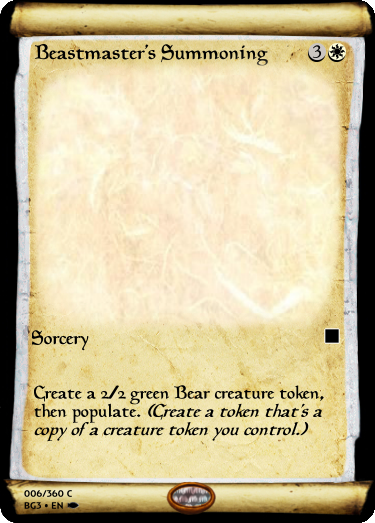 Beastmaster's Summoning 3
Sorcery
Create a 2/2 green Bear creature token,
then populate. (Create a token that's a
copy of a creature token you control.)
006/360 C
BG3 • EN